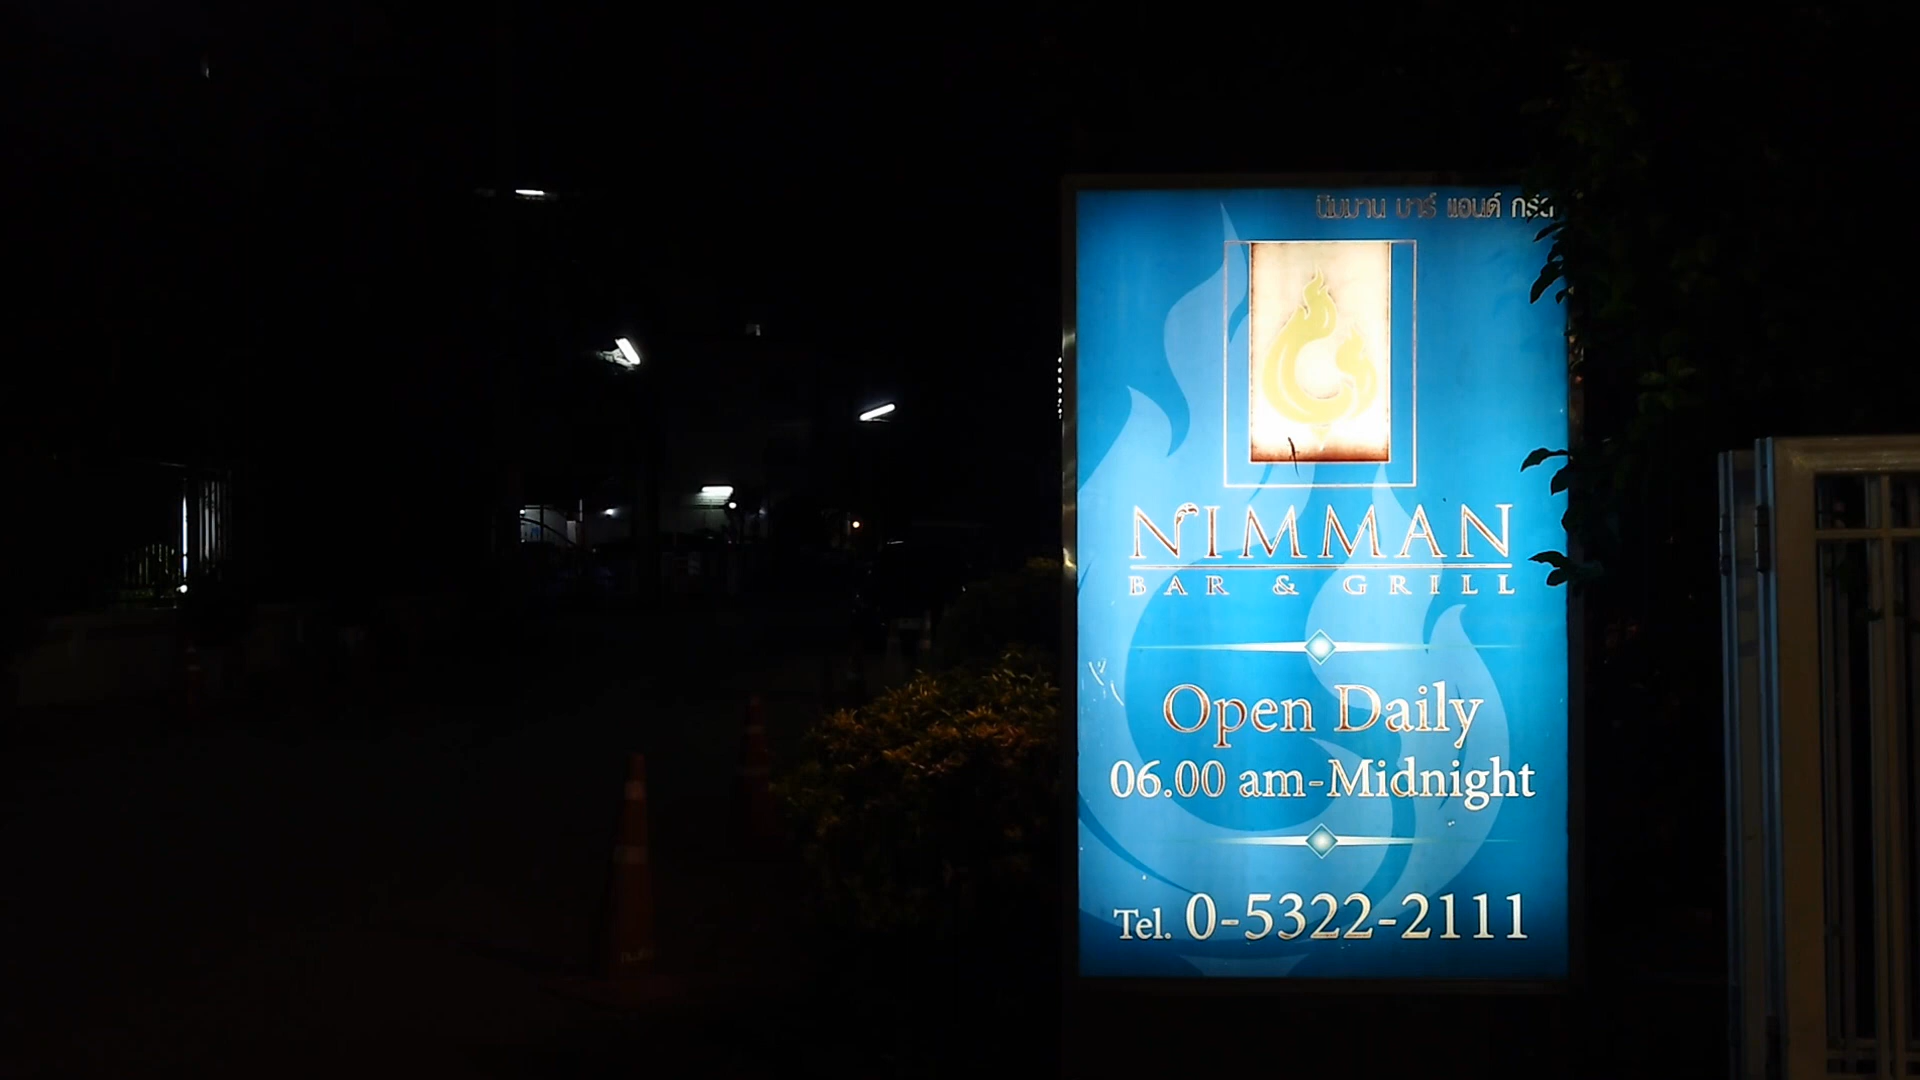 นิมมาน บาร์ แอนด์ กริล
NIMMAN
BAR & GRILL
Open Daily
06.00 am-Midnight
Tel. 0-5322-2111